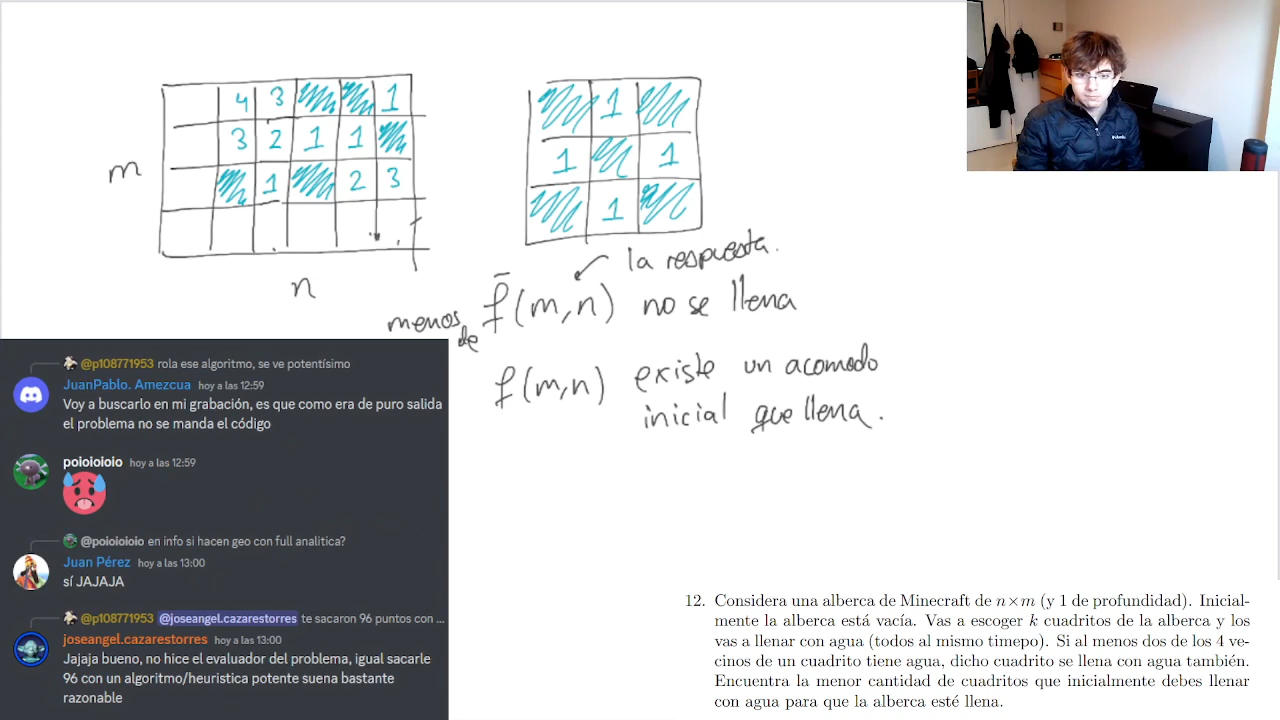 4 3 1
3 2 1 1
1 2 3
m
n
1
1 1
1
la respuesta.
menos de f̄(m,n) no se llena
f(m,n) existe un acomodo
inicial que llena.
@p108771953 rola ese algoritmo, se ve potentísimo
JuanPablo. Amezcua hoy a las 12:59
Voy a buscarlo en mi grabación, es que como era de puro salida
el problema no se manda el código
poioioioio hoy a las 12:59
@poioioioio en info si hacen geo con full analitica?
Juan Pérez hoy a las 13:00
sí JAJAJA
@p108771953 @joseangel.cazarestorres te sacaron 96 puntos con ...
joseangel.cazarestorres hoy a las 13:00
Jajaja bueno, no hice el evaluador del problema, igual sacarle
96 con un algoritmo/heuristica potente suena bastante
razonable
12. Considera una alberca de Minecraft de n×m (y 1 de profundidad). Inicial-
mente la alberca está vacía. Vas a escoger k cuadritos de la alberca y los
vas a llenar con agua (todos al mismo timepo). Si al menos dos de los 4 ve-
cinos de un cuadrito tiene agua, dicho cuadrito se llena con agua también.
Encuentra la menor cantidad de cuadritos que inicialmente debes llenar
con agua para que la alberca esté llena.